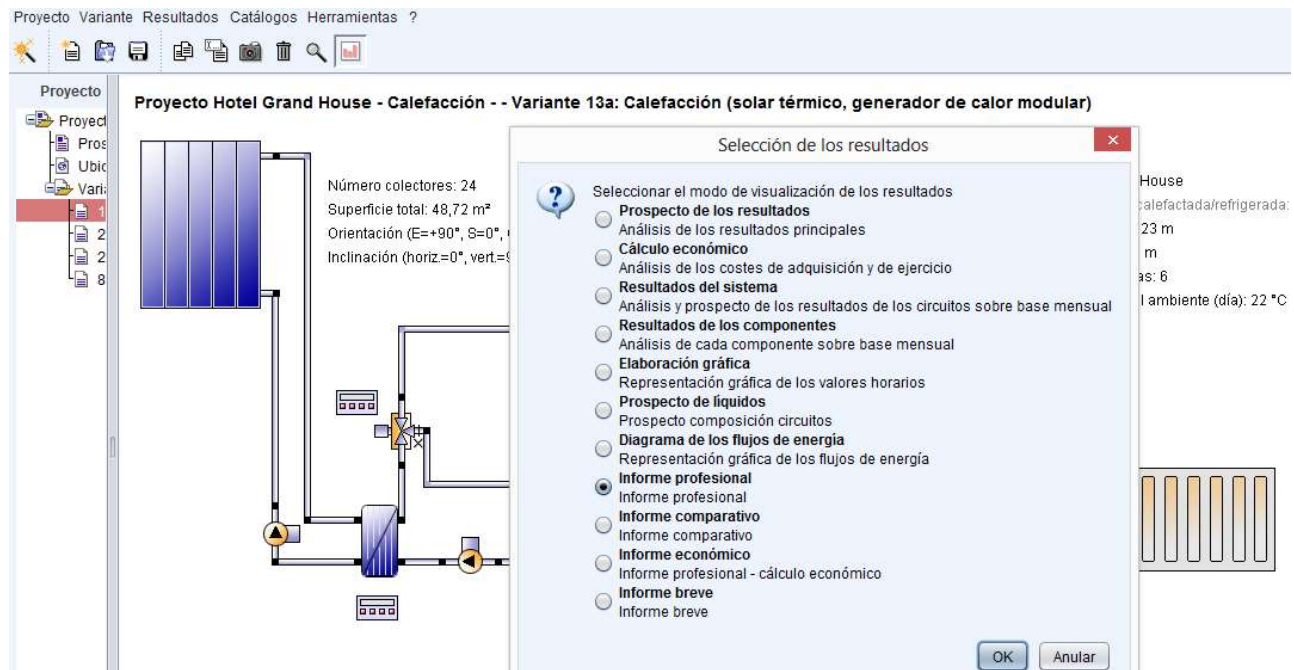 Proyecto Variante Resultados Catálogos Herramientas ?
Proyecto
Proyecto Hotel Grand House - Calefacción - - Variante 13a: Calefacción (solar térmico, generador de calor modular)
Proyect
Pros
Ubic
Vari
1
2
2
8
Número colectores: 24
Superficie total: 48,72 m²
Orientación (E=+90°, S=0°,
Inclinación (horiz.=0°, vert.=9
Selección de los resultados
Seleccionar el modo de visualización de los resultados
Prospecto de los resultados
Análisis de los resultados principales
Cálculo económico
Análisis de los costes de adquisición y de ejercicio
Resultados del sistema
Análisis y prospecto de los resultados de los circuitos sobre base mensual
Resultados de los componentes
Análisis de cada componente sobre base mensual
Elaboración gráfica
Representación gráfica de los valores horarios
Prospecto de líquidos
Prospecto composición circuitos
Diagrama de los flujos de energía
Representación gráfica de los flujos de energía
Informe profesional
Informe profesional
Informe comparativo
Informe comparativo
Informe económico
Informe profesional - cálculo económico
Informe breve
Informe breve
OK Anular
House
calefactada/refrigerada:
23 m
m
as: 6
l ambiente (día): 22 °C